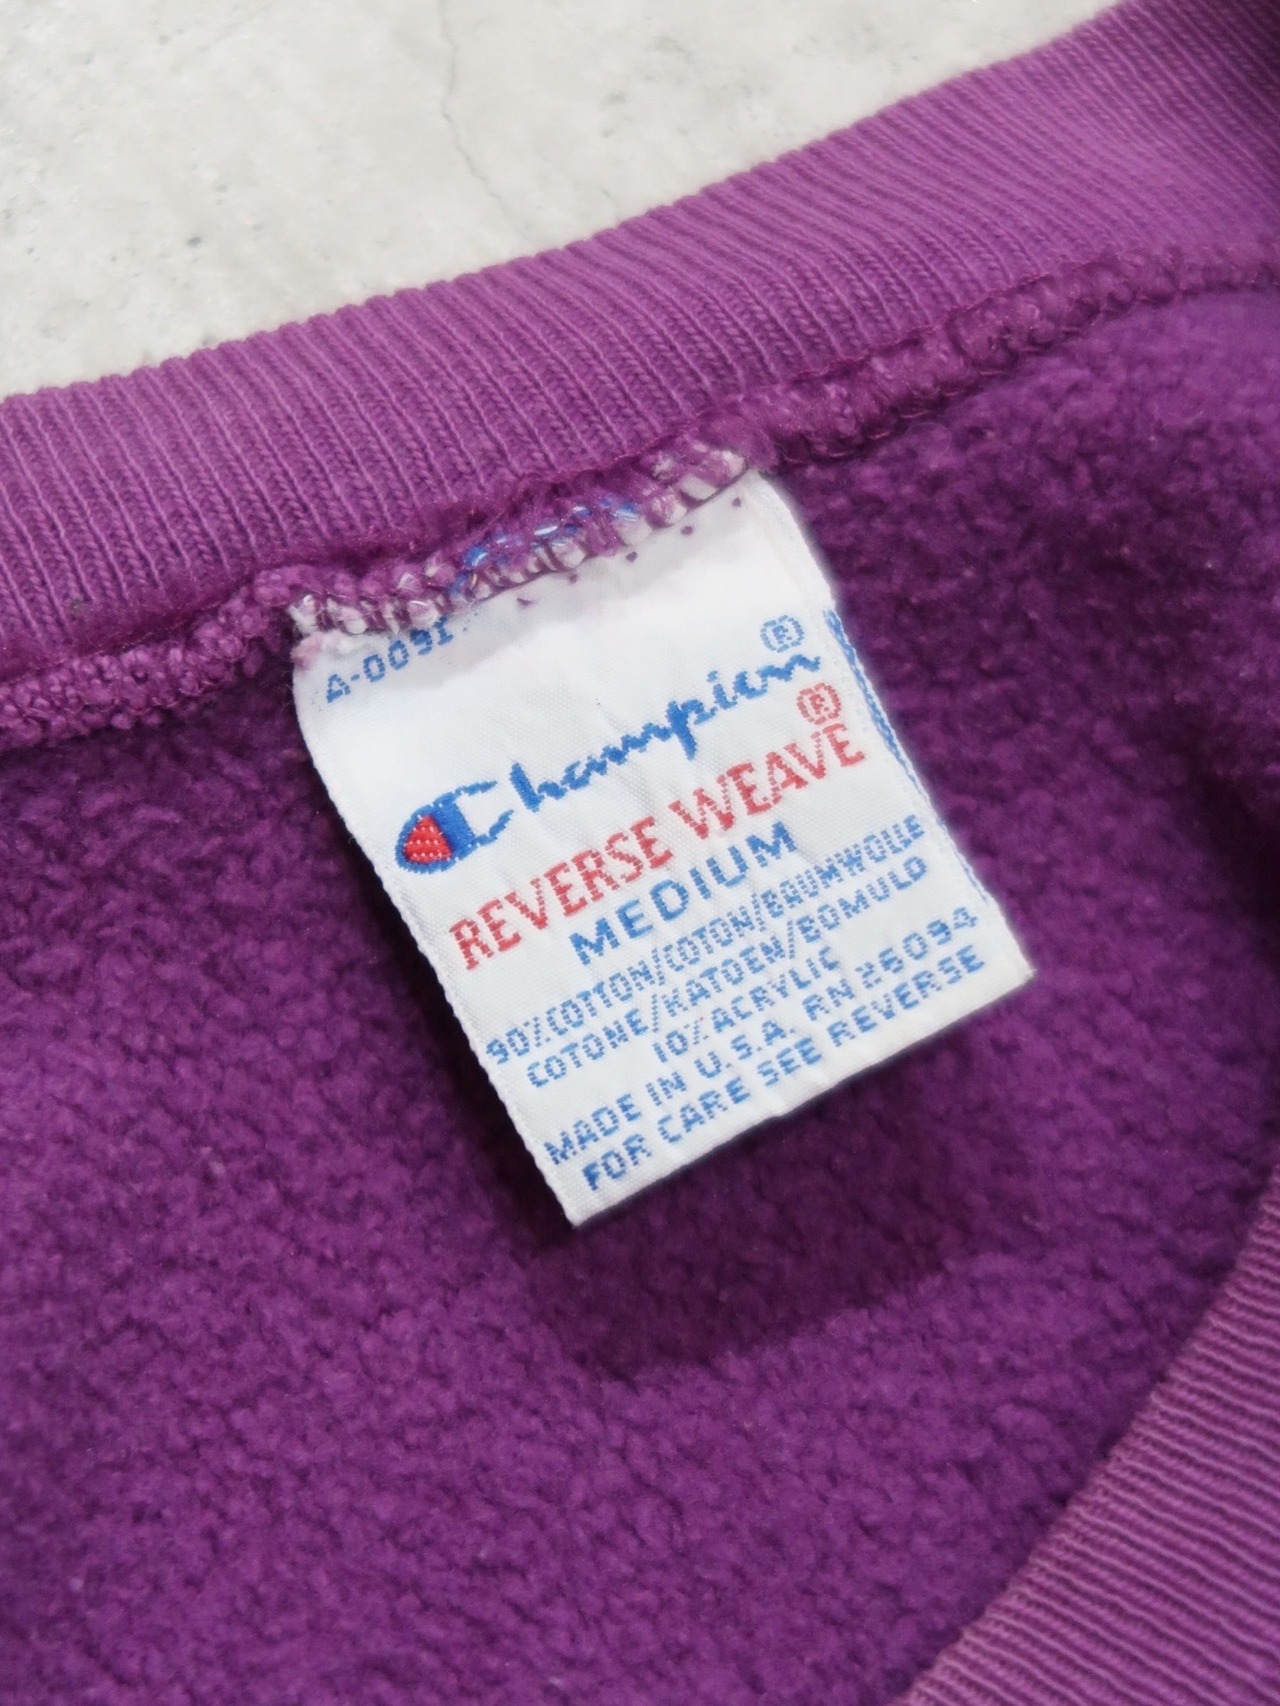 A-0091
Champion®
REVERSE WEAVE®
MEDIUM
90% COTTON/COTON/BAUMWOLLE
COTONE/KATOEN/BOMULD
10% ACRYLIC
MADE IN U.S.A. RN 26094
FOR CARE SEE REVERSE